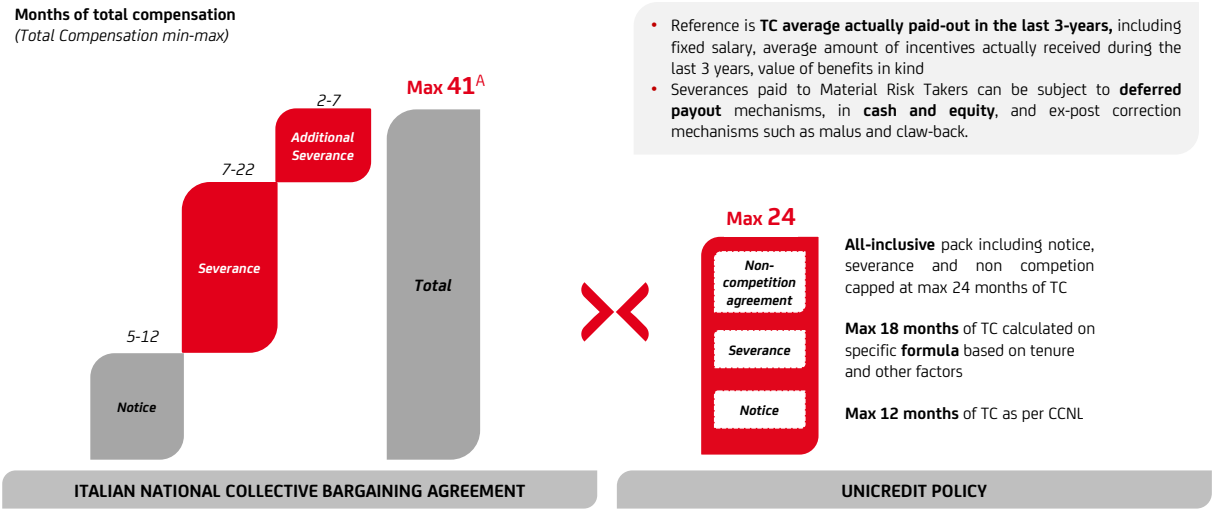 Months of total compensation
(Total Compensation min-max)
Max 41A
2-7
Additional
Severance
7-22
Severance
Total
5-12
Notice
ITALIAN NATIONAL COLLECTIVE BARGAINING AGREEMENT
• Reference is TC average actually paid-out in the last 3-years, including
fixed salary, average amount of incentives actually received during the
last 3 years, value of benefits in kind
• Severances paid to Material Risk Takers can be subject to deferred
payout mechanisms, in cash and equity, and ex-post correction
mechanisms such as malus and claw-back.
Max 24
Non-
competition
agreement
Severance
Notice
All-inclusive pack including notice,
severance and non competion
capped at max 24 months of TC
Max 18 months of TC calculated on
specific formula based on tenure
and other factors
Max 12 months of TC as per CCNL
UNICREDIT POLICY